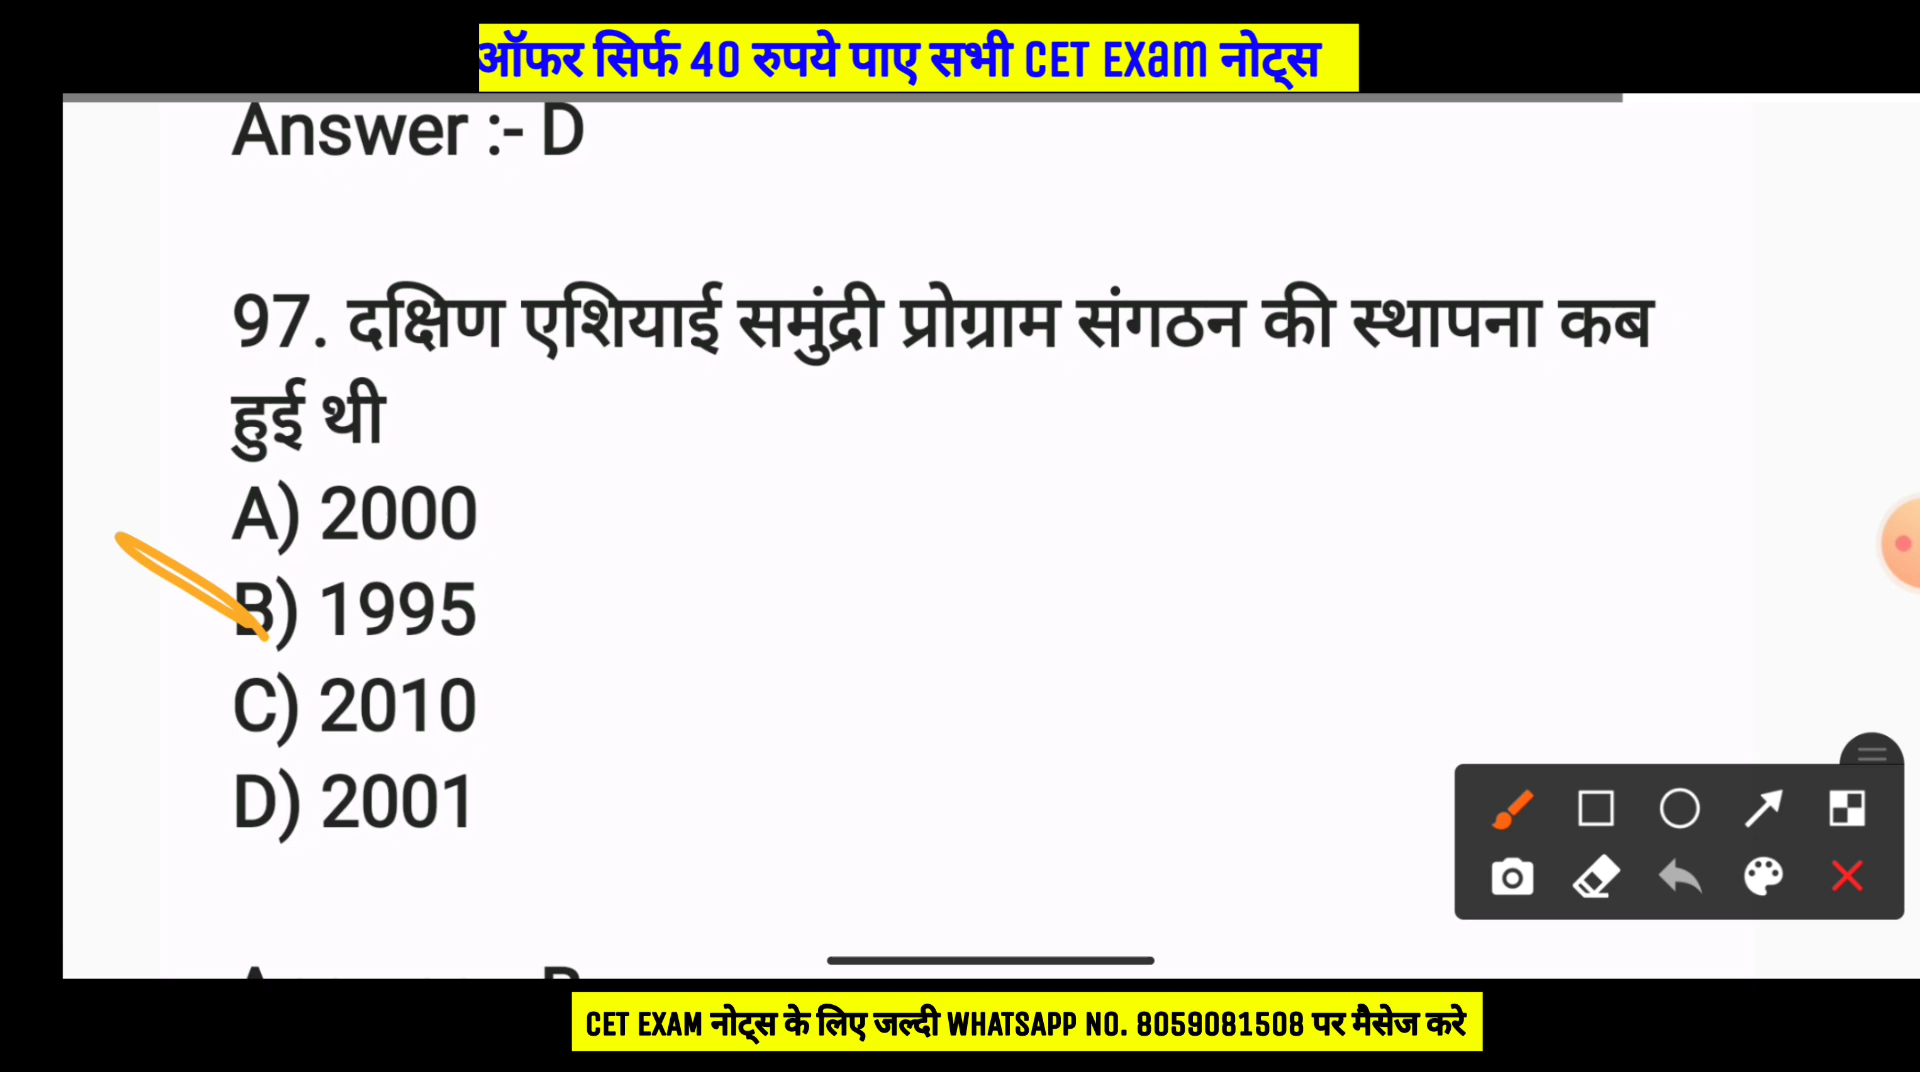 ऑफर सिर्फ 40 रुपये पाए सभी CET Exam नोट्स
Answer :- D
97. दक्षिण एशियाई समुंद्री प्रोग्राम संगठन की स्थापना कब
हुई थी
A) 2000
B) 1995
C) 2010
D) 2001
CET EXAM नोट्स के लिए जल्दी WHATSAPP NO. 8059081508 पर मैसेज करे